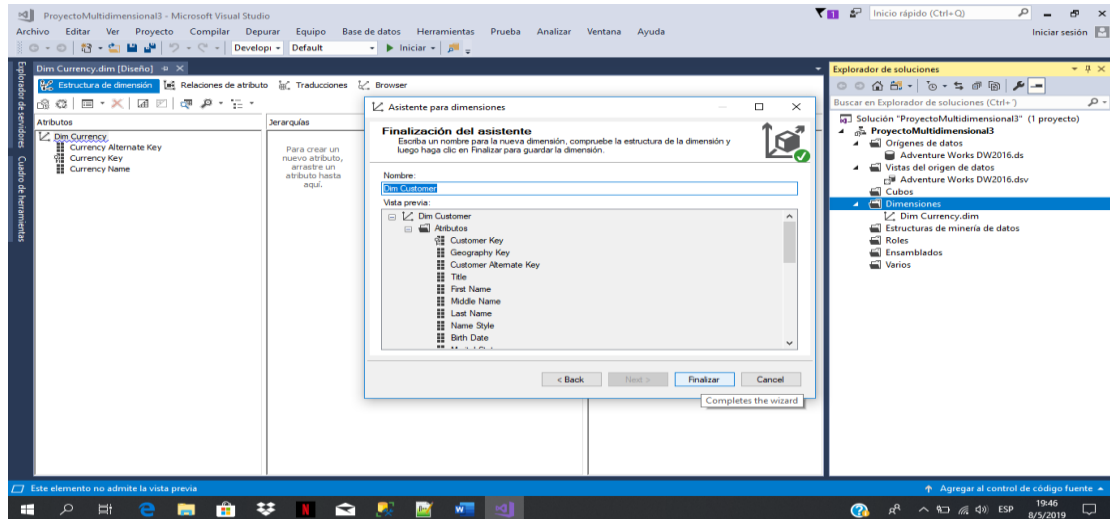 ProyectoMultidimensional3 - Microsoft Visual Studio
Inicio rápido (Ctrl+Q)
Archivo Editar Ver Proyecto Compilar Depurar Equipo Base de datos Herramientas Prueba Analizar Ventana Ayuda
Iniciar sesión
Develop Default Iniciar
Explorador de servidores
Cuadro de herramientas
Dim Currency.dim [Diseño]
Estructura de dimensión Relaciones de atributo Traducciones Browser
Atributos
Dim Currency
Currency Alternate Key
Currency Key
Currency Name
Jerarquías
Para crear un
nuevo atributo,
arrastre un
atributo hasta
aquí.
Asistente para dimensiones
Finalización del asistente
Escriba un nombre para la nueva dimensión, compruebe la estructura de la dimensión y
luego haga clic en Finalizar para guardar la dimensión.
Nombre:
Dim Customer
Vista previa:
Dim Customer
Atributos
Customer Key
Geography Key
Customer Alternate Key
Title
First Name
Middle Name
Last Name
Name Style
Birth Date
< Back Next > Finalizar Cancel
Completes the wizard
Explorador de soluciones
Buscar en Explorador de soluciones (Ctrl+ ́)
Solución "ProyectoMultidimensional3" (1 proyecto)
ProyectoMultidimensional3
Orígenes de datos
Adventure Works DW2016.ds
Vistas del origen de datos
Adventure Works DW2016.dsv
Cubos
Dimensiones
Dim Currency.dim
Estructuras de minería de datos
Roles
Ensamblados
Varios
Este elemento no admite la vista previa
Agregar al control de código fuente
ESP
19:46
8/5/2019